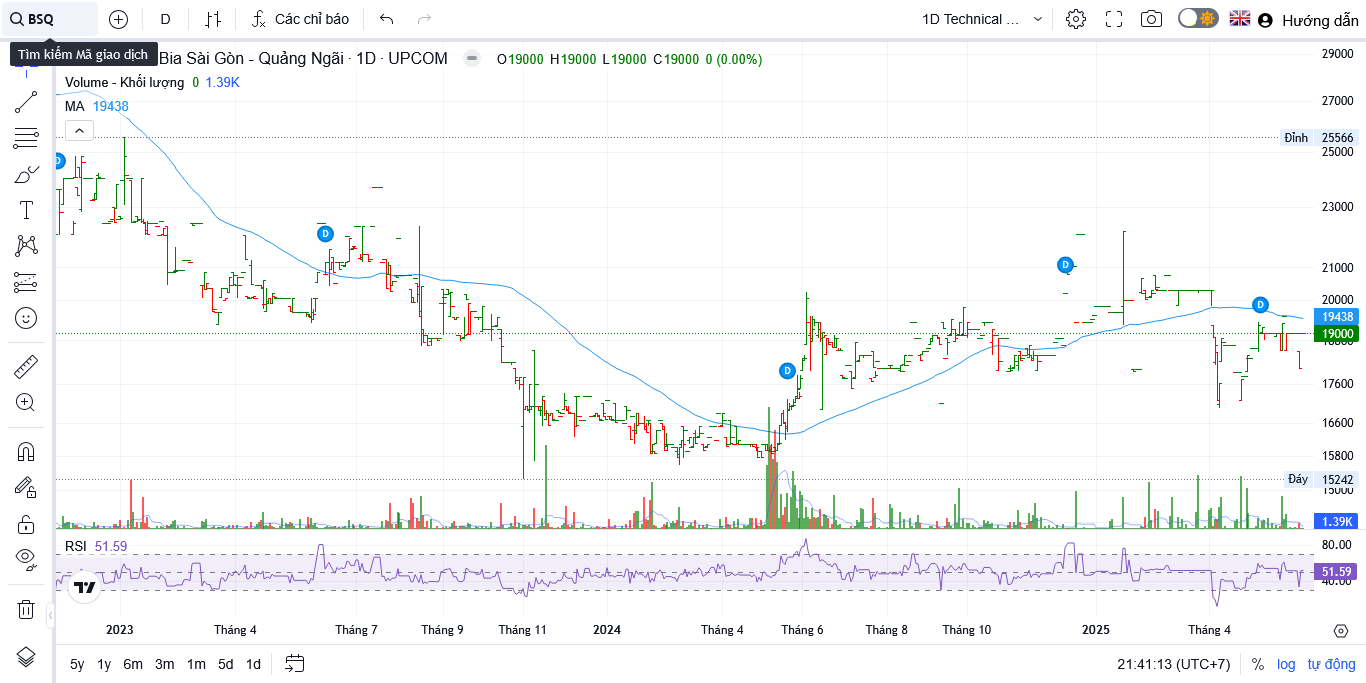 BSQ
D
Các chỉ báo
1D Technical ...
Hướng dẫn
Tìm kiếm Mã giao dịch
Bia Sài Gòn - Quảng Ngãi · 1D · UPCOM
O19000 H19000 L19000 C19000 0 (0.00%)
Volume - Khối lượng 0 1.39K
MA 19438
29000
27000
Đỉnh 25566
25000
23000
21000
20000
19438
19000
18800
17600
16600
15800
Đáy 15242
15000
1.39K
D
D
D
D
D
RSI 51.59
80.00
51.59
40.00
2023
Tháng 4
Tháng 7
Tháng 9
Tháng 11
2024
Tháng 4
Tháng 6
Tháng 8
Tháng 10
2025
Tháng 4
5y 1y 6m 3m 1m 5d 1d
21:41:13 (UTC+7)
% log tự động